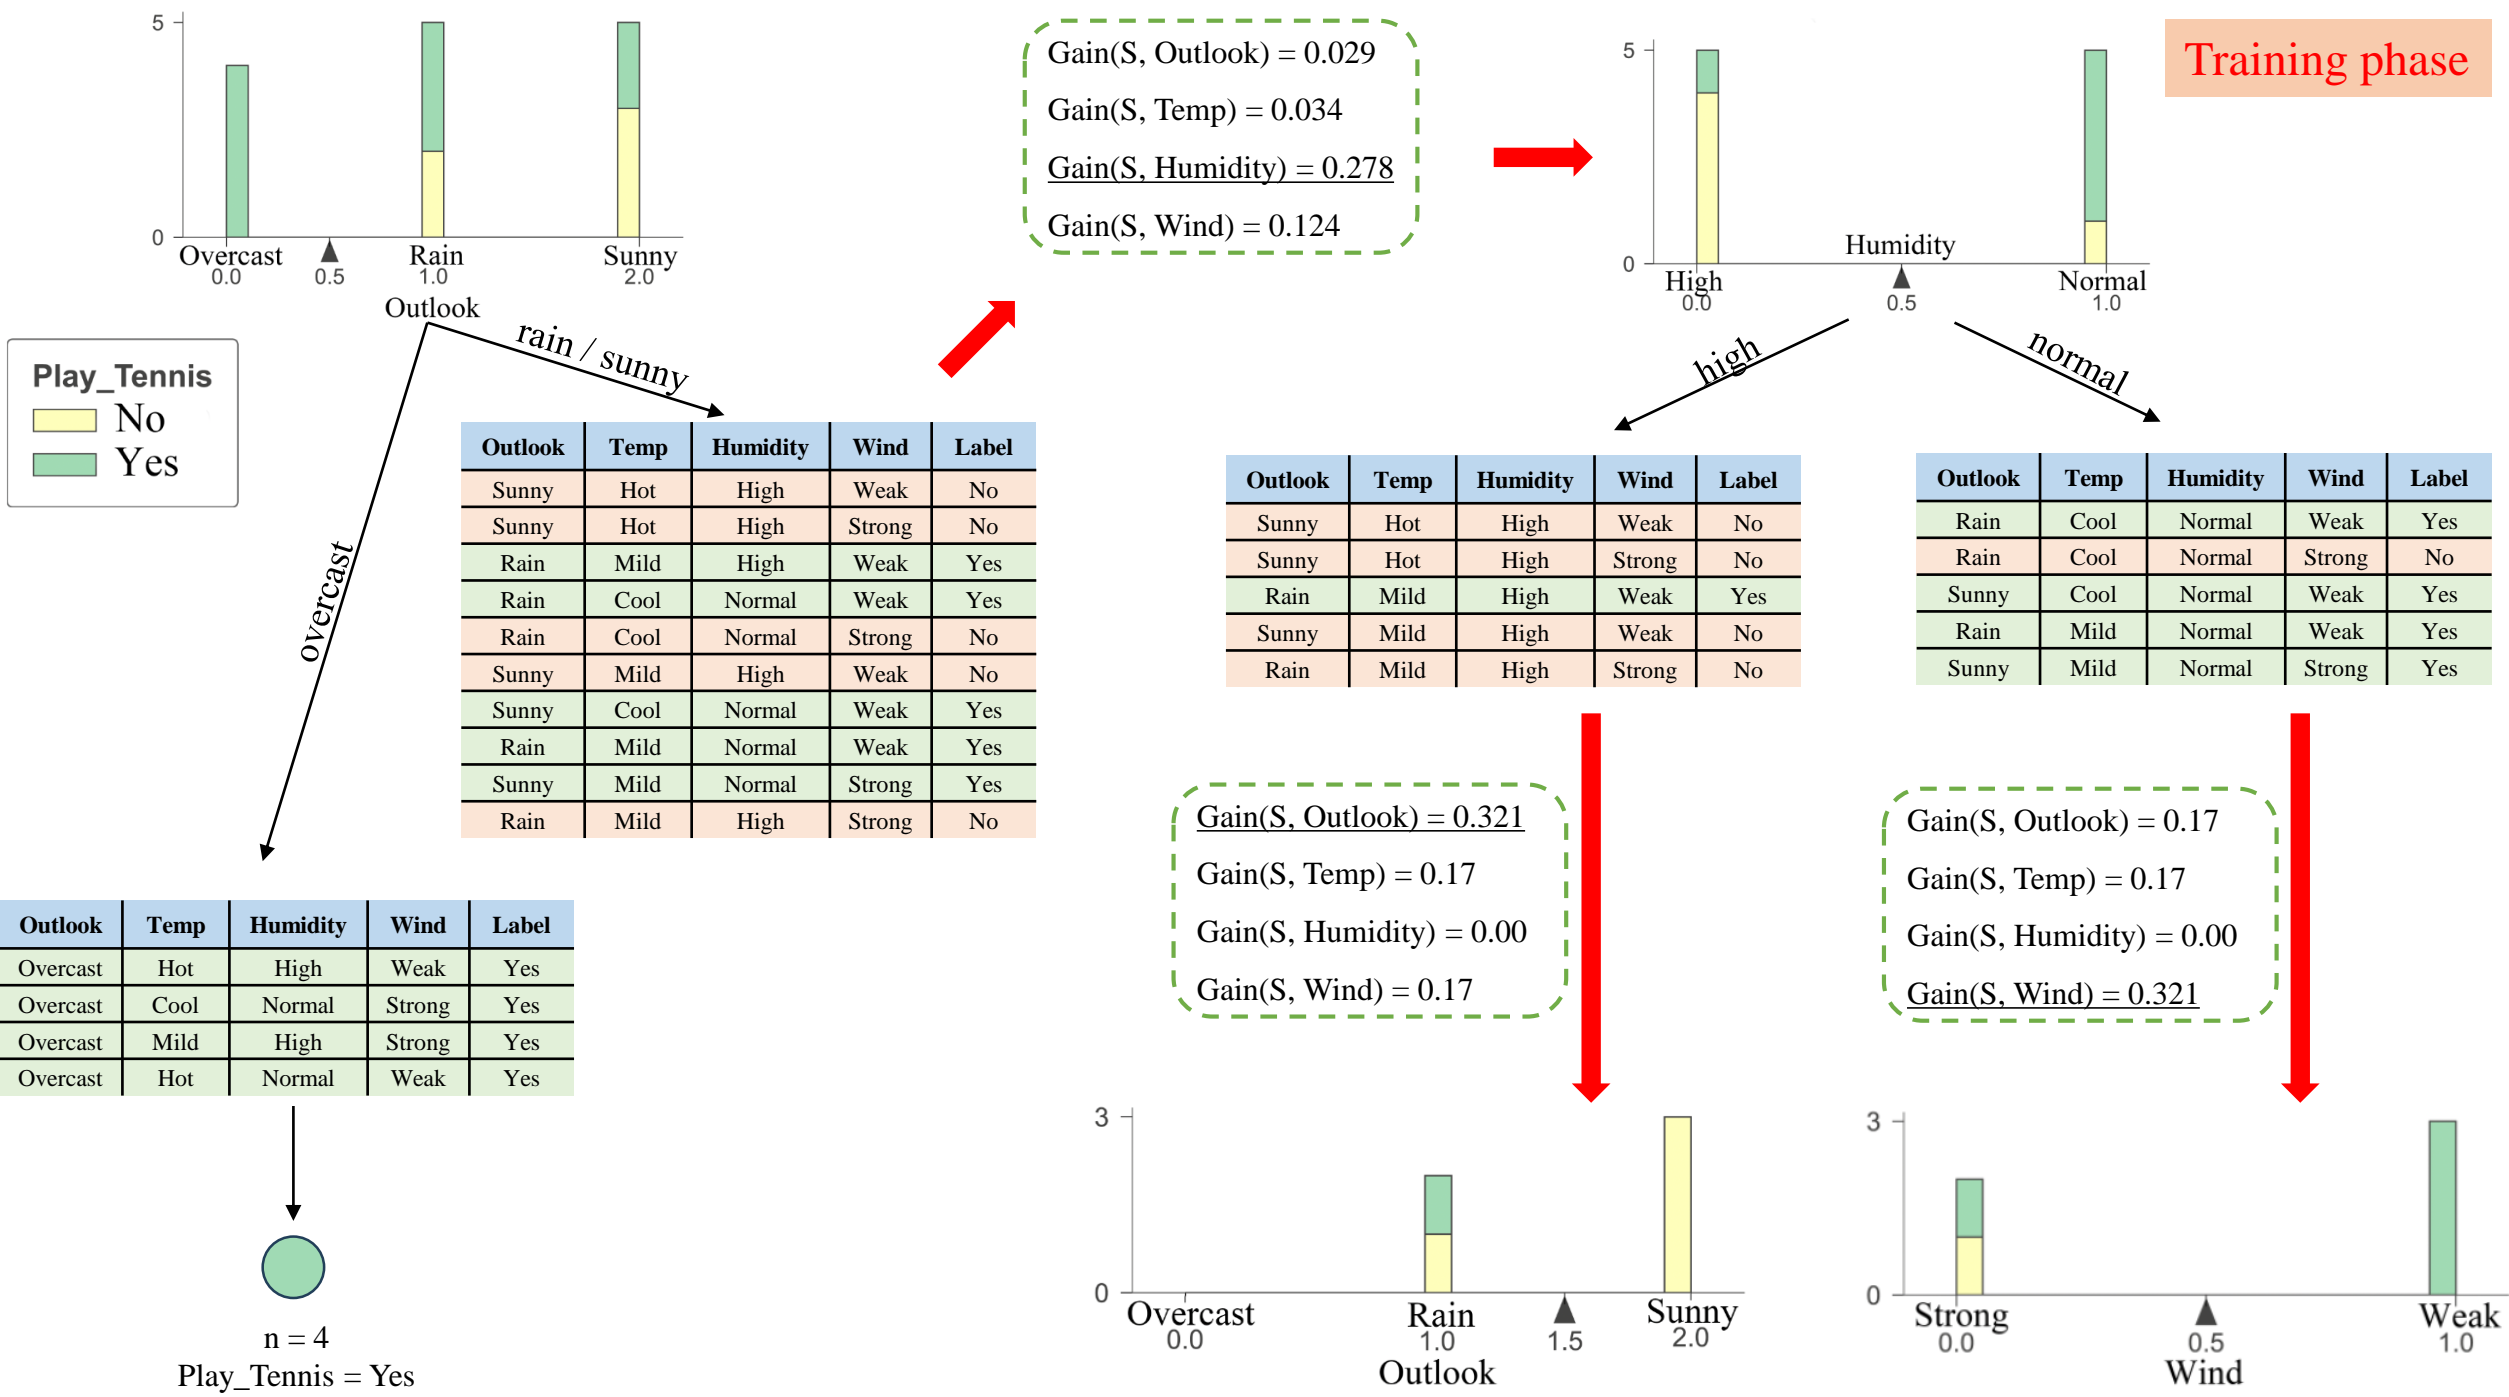 5
0
Overcast Rain Sunny
0.0 0.5 1.0 2.0
Outlook
Play_Tennis
No
Yes
rain / sunny
overcast
Outlook Temp Humidity Wind Label
Sunny Hot High Weak No
Sunny Hot High Strong No
Rain Mild High Weak Yes
Rain Cool Normal Weak Yes
Rain Cool Normal Strong No
Sunny Mild High Weak No
Sunny Cool Normal Weak Yes
Rain Mild Normal Weak Yes
Sunny Mild Normal Strong Yes
Rain Mild High Strong No
Outlook Temp Humidity Wind Label
Overcast Hot High Weak Yes
Overcast Cool Normal Strong Yes
Overcast Mild High Strong Yes
Overcast Hot Normal Weak Yes
n = 4
Play_Tennis = Yes
Gain(S, Outlook) = 0.029
Gain(S, Temp) = 0.034
Gain(S, Humidity) = 0.278
Gain(S, Wind) = 0.124
Training phase
5
0
Humidity
High Normal
0.0 0.5 1.0
high
normal
Outlook Temp Humidity Wind Label
Sunny Hot High Weak No
Sunny Hot High Strong No
Rain Mild High Weak Yes
Sunny Mild High Weak No
Rain Mild High Strong No
Outlook Temp Humidity Wind Label
Rain Cool Normal Weak Yes
Rain Cool Normal Strong No
Sunny Cool Normal Weak Yes
Rain Mild Normal Weak Yes
Sunny Mild Normal Strong Yes
Gain(S, Outlook) = 0.321
Gain(S, Temp) = 0.17
Gain(S, Humidity) = 0.00
Gain(S, Wind) = 0.17
Gain(S, Outlook) = 0.17
Gain(S, Temp) = 0.17
Gain(S, Humidity) = 0.00
Gain(S, Wind) = 0.321
3
0
Overcast Rain Sunny
0.0 1.0 1.5 2.0
Outlook
3
0
Strong Weak
0.0 0.5 1.0
Wind